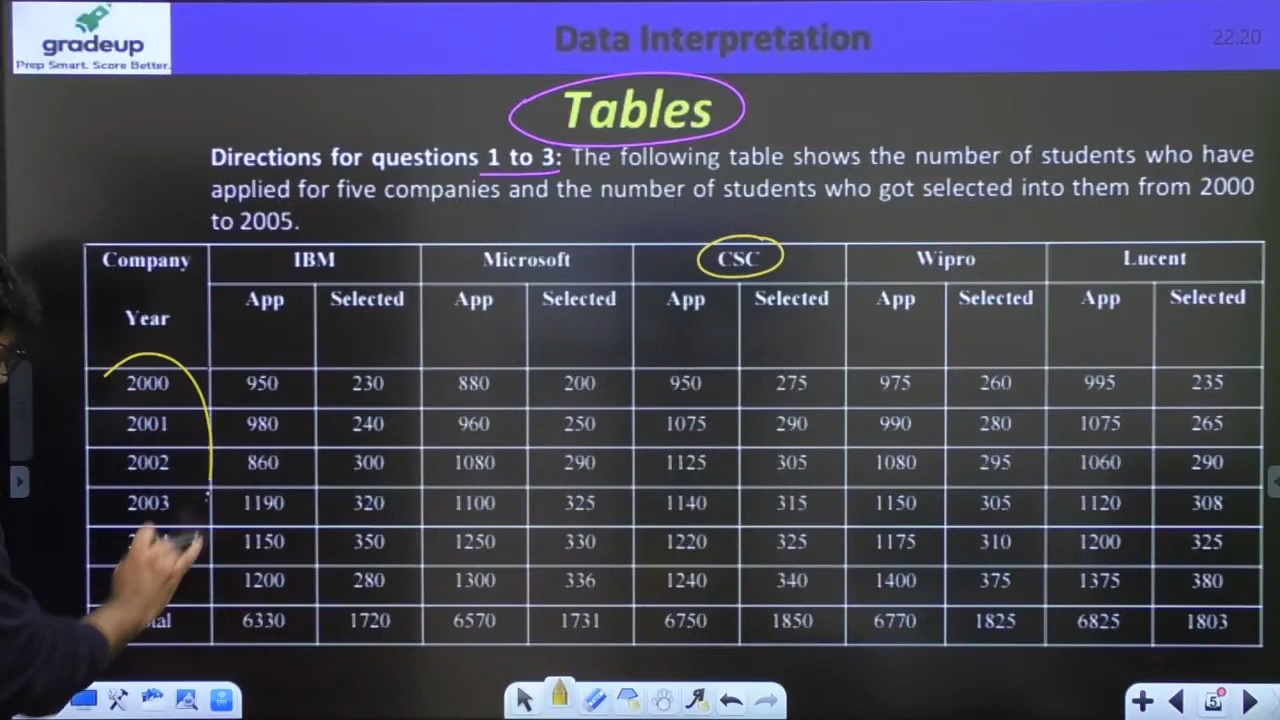 gradeup
Prep Smart. Score Better.
Data Interpretation
22:20
Tables
Directions for questions 1 to 3: The following table shows the number of students who have
applied for five companies and the number of students who got selected into them from 2000
to 2005.
Company IBM Microsoft CSC Wipro Lucent
Year App Selected App Selected App Selected App Selected App Selected
2000 950 230 880 200 950 275 975 260 995 235
2001 980 240 960 250 1075 290 990 280 1075 265
2002 860 300 1080 290 1125 305 1080 295 1060 290
2003 1190 320 1100 325 1140 315 1150 305 1120 308
1150 350 1250 330 1220 325 1175 310 1200 325
1200 280 1300 336 1240 340 1400 375 1375 380
6330 1720 6570 1731 6750 1850 6770 1825 6825 1803
5